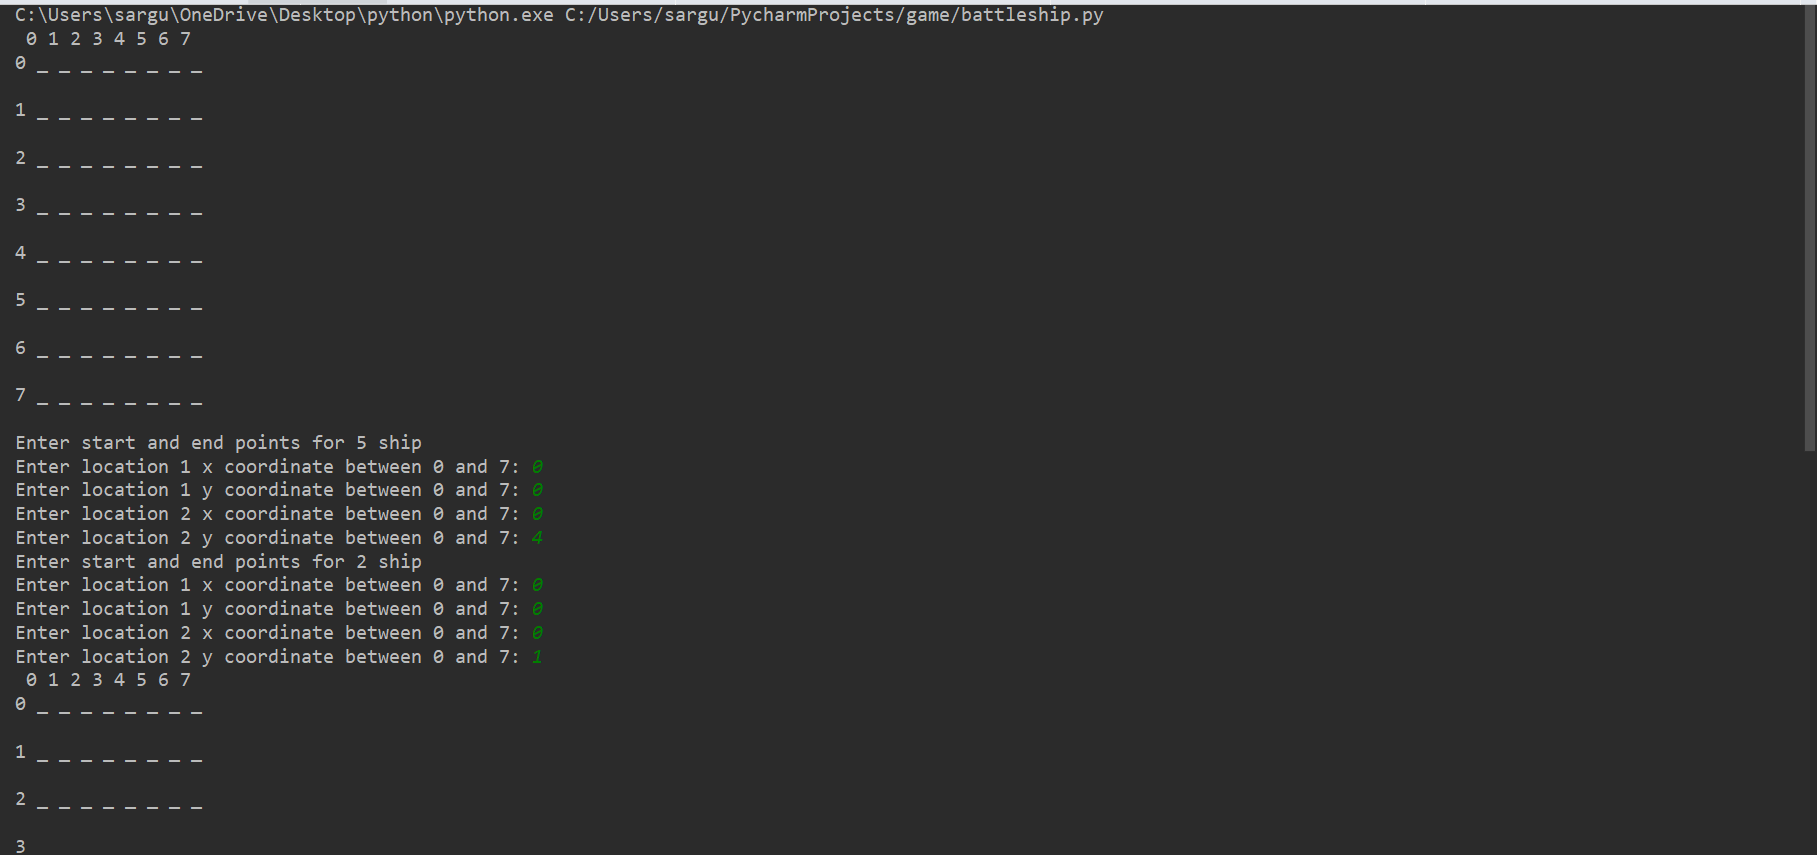 C:\Users\sargu\OneDrive\Desktop\python\python.exe C:/Users/sargu/PycharmProjects/game/battleship.py
 0 1 2 3 4 5 6 7
0 _ _ _ _ _ _ _ _
1 _ _ _ _ _ _ _ _
2 _ _ _ _ _ _ _ _
3 _ _ _ _ _ _ _ _
4 _ _ _ _ _ _ _ _
5 _ _ _ _ _ _ _ _
6 _ _ _ _ _ _ _ _
7 _ _ _ _ _ _ _ _
Enter start and end points for 5 ship
Enter location 1 x coordinate between 0 and 7: 0
Enter location 1 y coordinate between 0 and 7: 0
Enter location 2 x coordinate between 0 and 7: 0
Enter location 2 y coordinate between 0 and 7: 4
Enter start and end points for 2 ship
Enter location 1 x coordinate between 0 and 7: 0
Enter location 1 y coordinate between 0 and 7: 0
Enter location 2 x coordinate between 0 and 7: 0
Enter location 2 y coordinate between 0 and 7: 1
 0 1 2 3 4 5 6 7
0 _ _ _ _ _ _ _ _
1 _ _ _ _ _ _ _ _
2 _ _ _ _ _ _ _ _
3